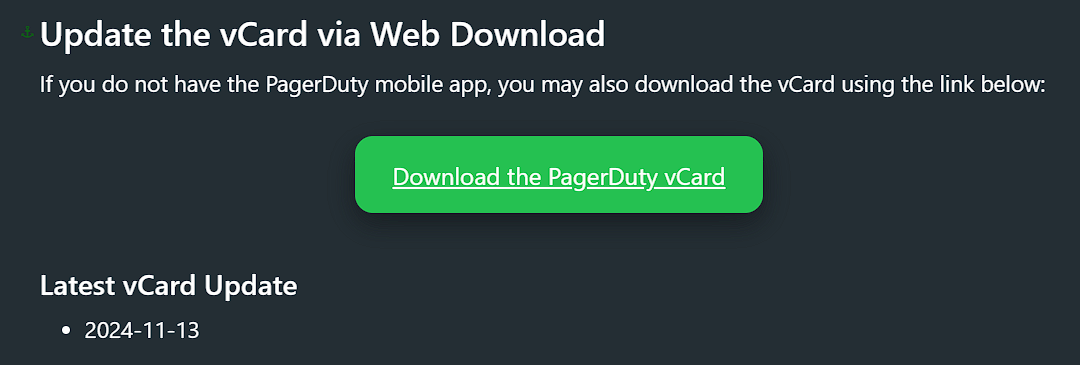 Update the vCard via Web Download
If you do not have the PagerDuty mobile app, you may also download the vCard using the link below:
Download the PagerDuty vCard
Latest vCard Update
• 2024-11-13